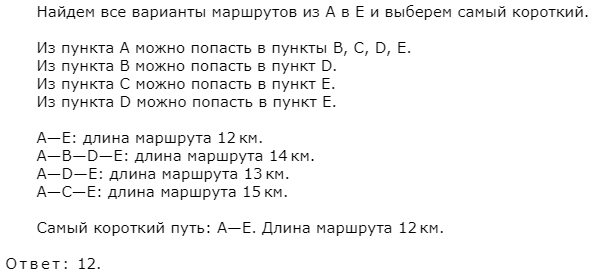 Найдем все варианты маршрутов из A в E и выберем самый короткий.
Из пункта A можно попасть в пункты B, C, D, E.
Из пункта B можно попасть в пункт D.
Из пункта C можно попасть в пункт E.
Из пункта D можно попасть в пункт E.
A—E: длина маршрута 12 км.
A—B—D—E: длина маршрута 14 км.
A—D—E: длина маршрута 13 км.
A—C—E: длина маршрута 15 км.
Самый короткий путь: A—E. Длина маршрута 12 км.
Ответ: 12.